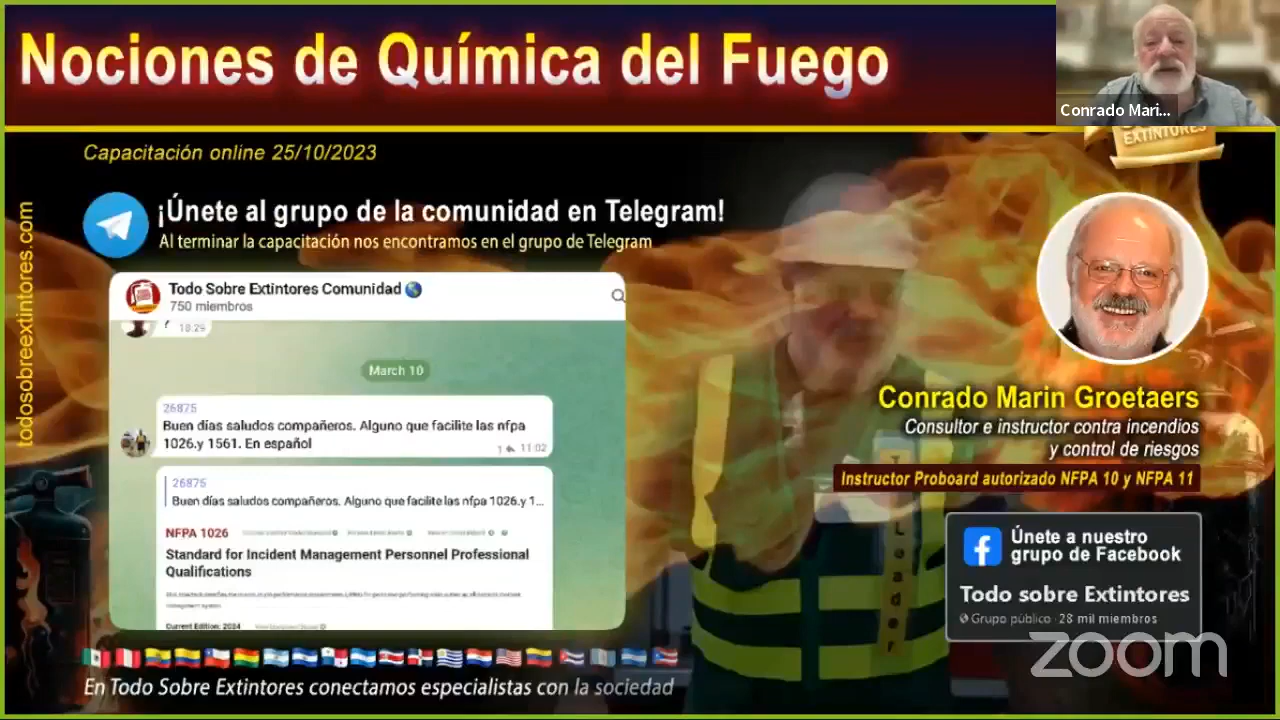 Nociones de Química del Fuego
Conrado Mari...
EXTINTORES
Capacitación online 25/10/2023
todosobreextintores.com
¡Únete al grupo de la comunidad en Telegram!
Al terminar la capacitación nos encontramos en el grupo de Telegram
Todo Sobre Extintores Comunidad
750 miembros
18:29
March 10
26875
Buen días saludos compañeros. Alguno que facilite las nfpa
1026.y 1561. En español
1 11:02
26875
Buen días saludos compañeros. Alguno que facilite las nfpa 1026.y 1...
NFPA 1026
Standard for Incident Management Personnel Professional
Qualifications
Current Edition: 2024
Conrado Marin Groetaers
Consultor e instructor contra incendios
y control de riesgos
Instructor Proboard autorizado NFPA 10 y NFPA 11
Únete a nuestro
grupo de Facebook
Todo sobre Extintores
Grupo público · 28 mil miembros
zoom
En Todo Sobre Extintores conectamos especialistas con la sociedad